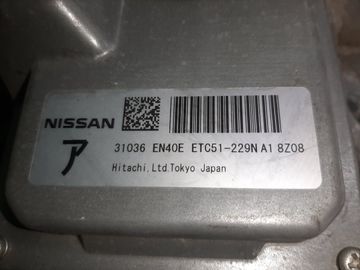 NISSAN
ア
31036 EN40E ETC51-229N A1 8Z08
Hitachi,Ltd.Tokyo Japan